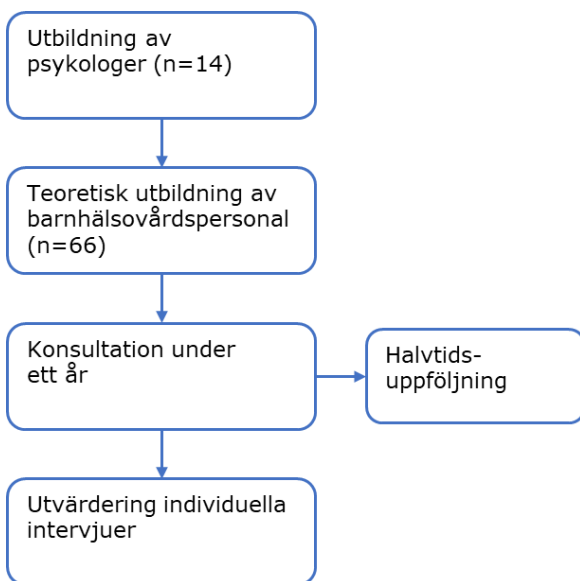 Utbildning av
psykologer (n=14)
Teoretisk utbildning av
barnhälsovårdspersonal
(n=66)
Konsultation under
ett år
Halvtids-
uppföljning
Utvärdering individuella
intervjuer